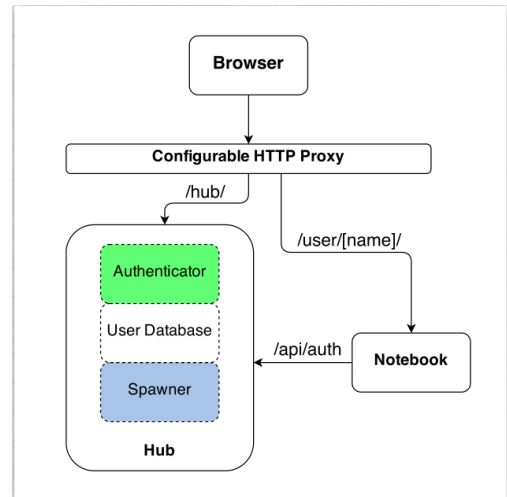 Browser
Configurable HTTP Proxy
/hub/
/user/[name]/
Authenticator
User Database
/api/auth
Notebook
Spawner
Hub